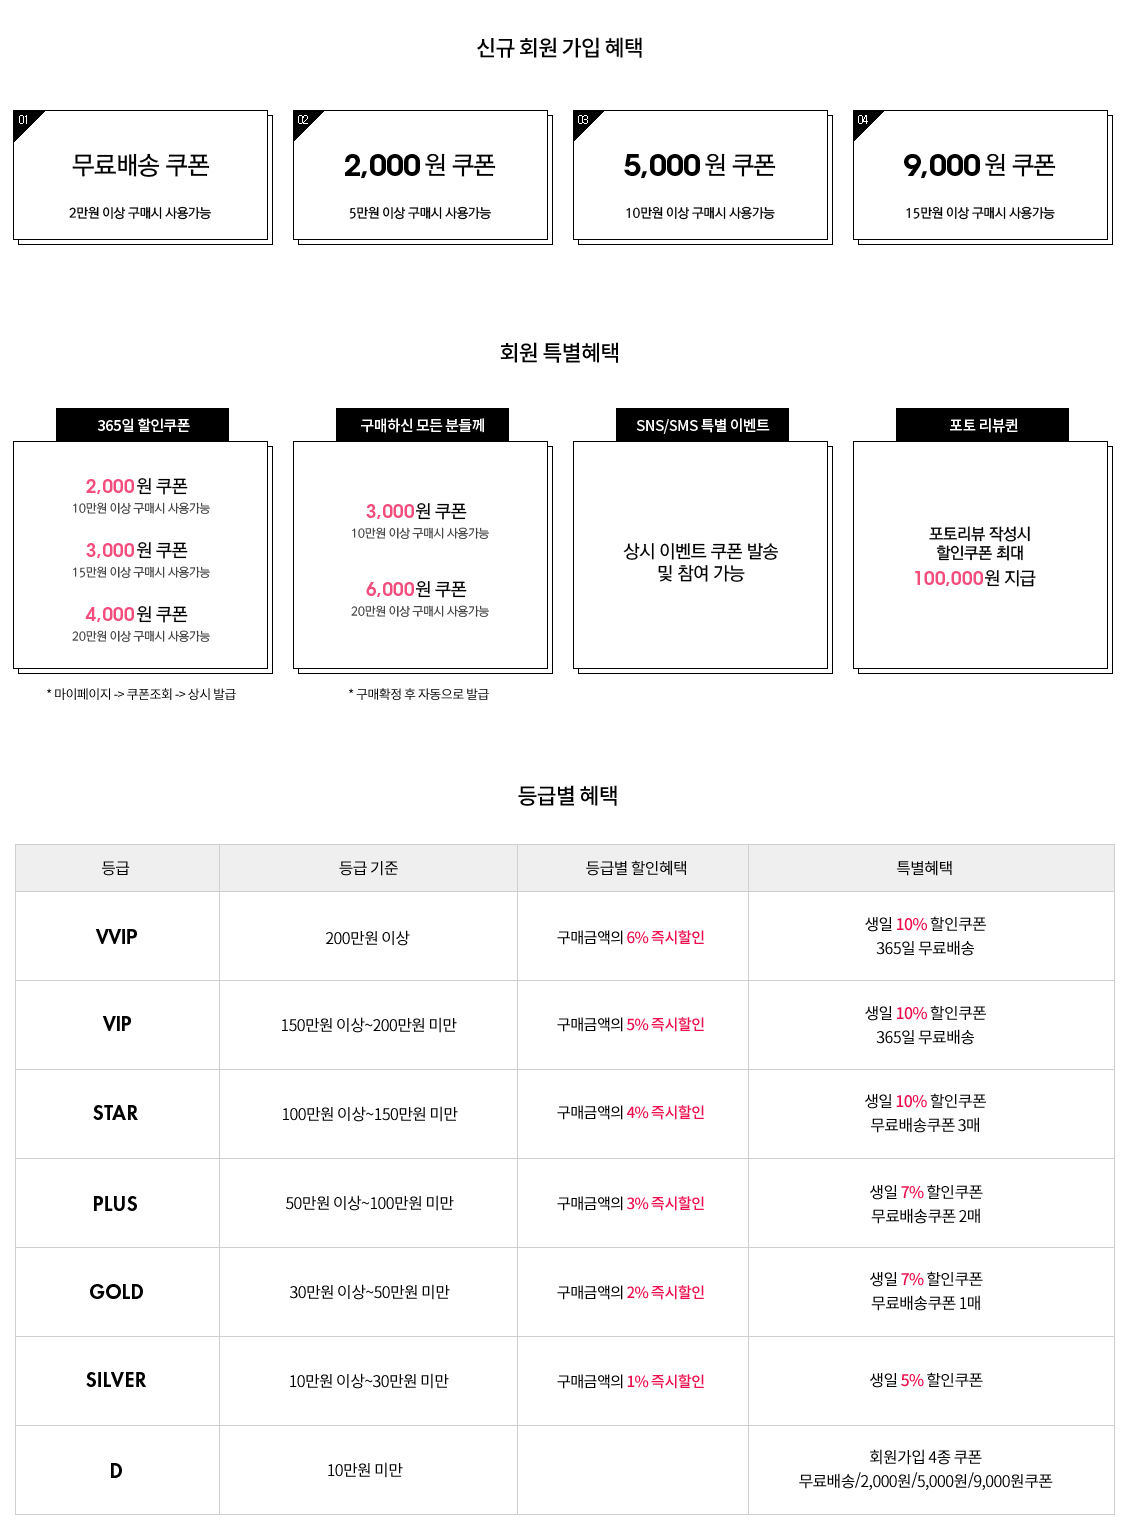 신규 회원 가입 혜택
01
무료배송 쿠폰
2만원 이상 구매시 사용가능
02
2,000 원 쿠폰
5만원 이상 구매시 사용가능
03
5,000 원 쿠폰
10만원 이상 구매시 사용가능
04
9,000 원 쿠폰
15만원 이상 구매시 사용가능
회원 특별혜택
365일 할인쿠폰
2,000원 쿠폰
10만원 이상 구매시 사용가능
3,000원 쿠폰
15만원 이상 구매시 사용가능
4,000원 쿠폰
20만원 이상 구매시 사용가능
* 마이페이지 -> 쿠폰조회 -> 상시 발급
구매하신 모든 분들께
3,000원 쿠폰
10만원 이상 구매시 사용가능
6,000원 쿠폰
20만원 이상 구매시 사용가능
* 구매확정 후 자동으로 발급
SNS/SMS 특별 이벤트
상시 이벤트 쿠폰 발송
및 참여 가능
포토 리뷰퀸
포토리뷰 작성시
할인쿠폰 최대
100,000원 지급
등급별 혜택
등급 등급 기준 등급별 할인혜택 특별혜택
VVIP 200만원 이상 구매금액의 6% 즉시할인 생일 10% 할인쿠폰
365일 무료배송
VIP 150만원 이상~200만원 미만 구매금액의 5% 즉시할인 생일 10% 할인쿠폰
365일 무료배송
STAR 100만원 이상~150만원 미만 구매금액의 4% 즉시할인 생일 10% 할인쿠폰
무료배송쿠폰 3매
PLUS 50만원 이상~100만원 미만 구매금액의 3% 즉시할인 생일 7% 할인쿠폰
무료배송쿠폰 2매
GOLD 30만원 이상~50만원 미만 구매금액의 2% 즉시할인 생일 7% 할인쿠폰
무료배송쿠폰 1매
SILVER 10만원 이상~30만원 미만 구매금액의 1% 즉시할인 생일 5% 할인쿠폰
D 10만원 미만 회원가입 4종 쿠폰
무료배송/2,000원/5,000원/9,000원쿠폰